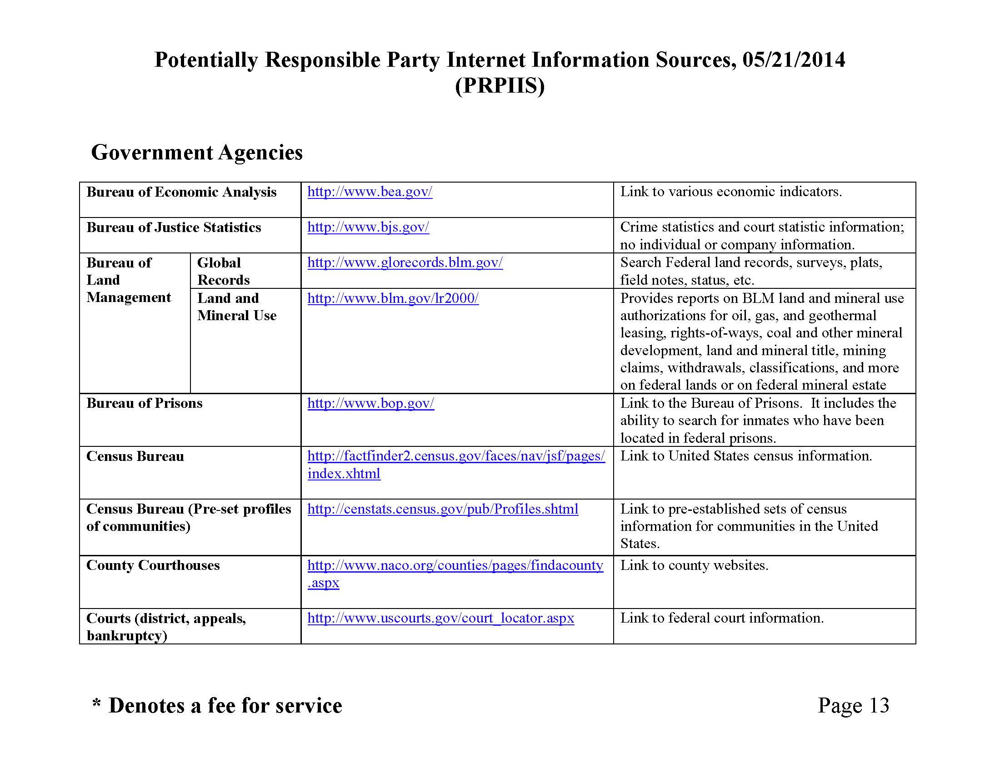 Potentially Responsible Party Internet Information Sources, 05/21/2014
(PRPIIS)
Government Agencies
Bureau of Economic Analysis
http://www.bea.gov/
Link to various economic indicators.
Bureau of Justice Statistics
http://www.bjs.gov/
Crime statistics and court statistic information;
no individual or company information.
Bureau of
Land
Management
Global
Records
http://www.glorecords.blm.gov/
Search Federal land records, surveys, plats,
field notes, status, etc.
Land and
Mineral Use
http://www.blm.gov/lr2000/
Provides reports on BLM land and mineral use
authorizations for oil, gas, and geothermal
leasing, rights-of-ways, coal and other mineral
development, land and mineral title, mining
claims, withdrawals, classifications, and more
on federal lands or on federal mineral estate
Bureau of Prisons
http://www.bop.gov/
Link to the Bureau of Prisons.  It includes the
ability to search for inmates who have been
located in federal prisons.
Census Bureau
http://factfinder2.census.gov/faces/nav/jsf/pages/
index.xhtml
Link to United States census information.
Census Bureau (Pre-set profiles
of communities)
http://censtats.census.gov/pub/Profiles.shtml
Link to pre-established sets of census
information for communities in the United
States.
County Courthouses
http://www.naco.org/counties/pages/findacounty
.aspx
Link to county websites.
Courts (district, appeals,
bankruptcy)
http://www.uscourts.gov/court_locator.aspx
Link to federal court information.
* Denotes a fee for service
Page 13